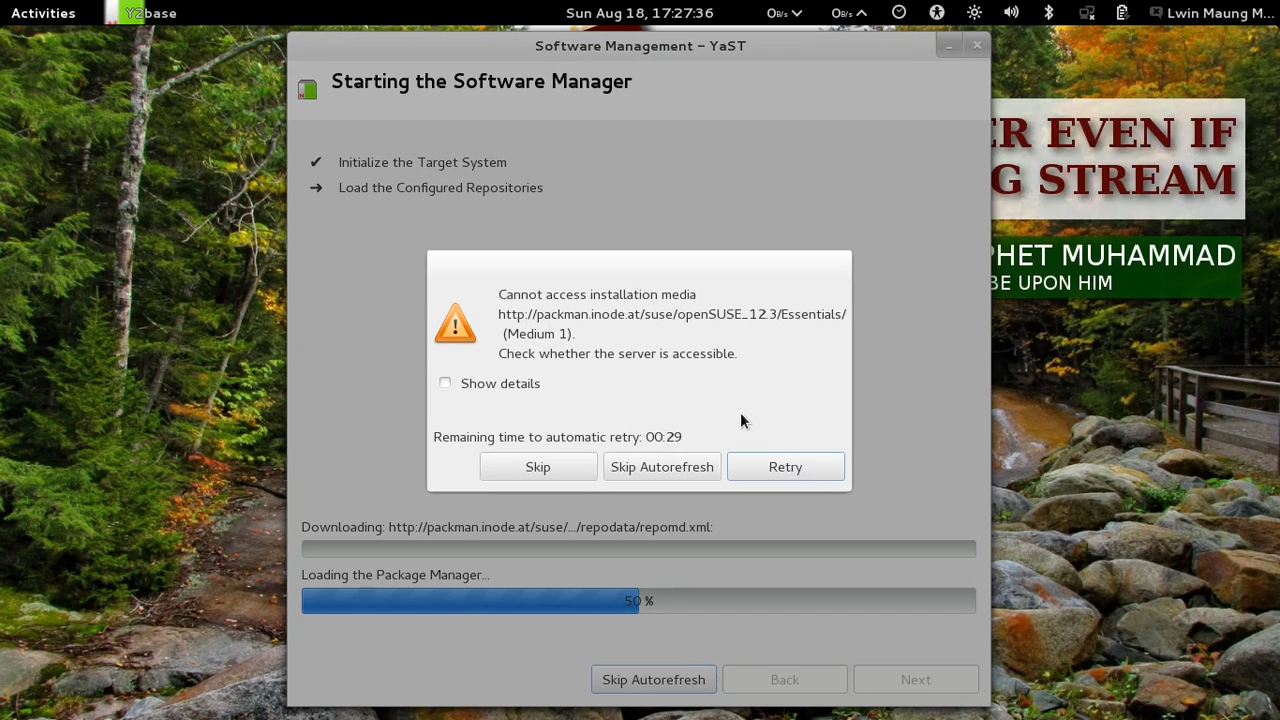 Activities
Y2base
Sun Aug 18, 17:27:36
0B/s
0B/s
Lwin Maung M...
Software Management – YaST
Starting the Software Manager
✔ Initialize the Target System
→ Load the Configured Repositories
ER EVEN IF
G STREAM
PHET MUHAMMAD
BE UPON HIM
Cannot access installation media
http://packman.inode.at/suse/openSUSE_12.3/Essentials/
(Medium 1).
Check whether the server is accessible.
Show details
Remaining time to automatic retry: 00:29
Skip
Skip Autorefresh
Retry
Downloading: http://packman.inode.at/suse/.../repodata/repomd.xml:
Loading the Package Manager...
50 %
Skip Autorefresh
Back
Next